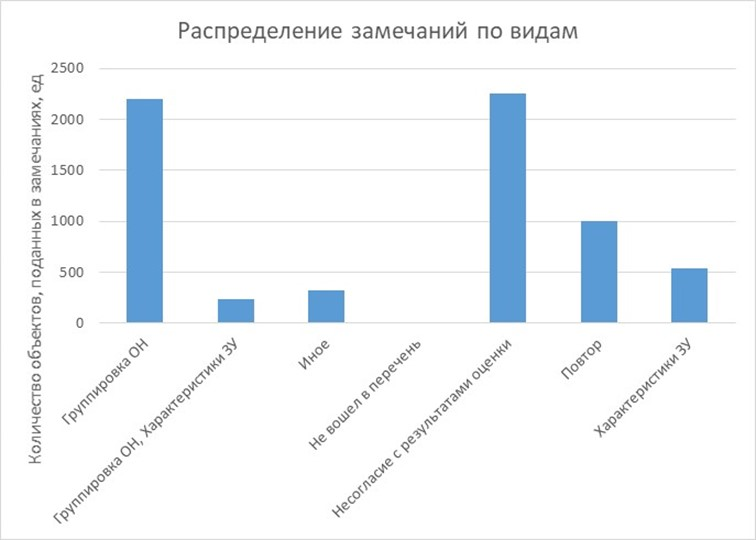 Распределение замечаний по видам
Количество объектов, поданных в замечаниях, ед
2500
2000
1500
1000
500
0
Группировка ОН
Группировка ОН, Характеристики ЗУ
Иное
Не вошел в перечень
Несогласие с результатами оценки
Повтор
Характеристики ЗУ